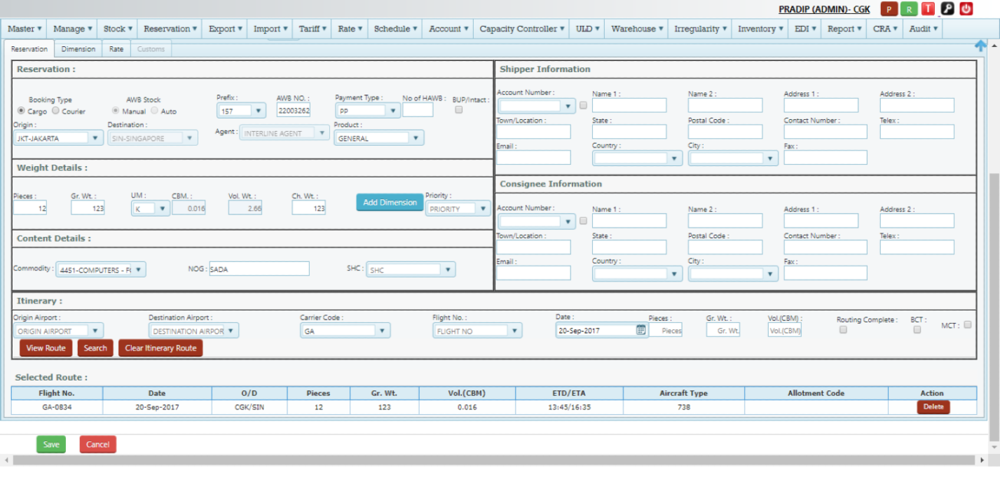 PRADIP (ADMIN)- CGK P R T
Master Manage Stock Reservation Export Import Tariff Rate Schedule Account Capacity Controller ULD Warehouse Irregularity Inventory EDI Report CRA Audit
Reservation Dimension Rate Customs
Reservation :
Booking Type AWB Stock Prefix : AWB NO. : Payment Type : No of HAWB : BUP/Intact :
Cargo Courier Manual Auto 157 22003262 PP
Origin : Destination : Agent : INTERLINE AGENT Product :
JKT-JAKARTA SIN-SINGAPORE GENERAL
Weight Details :
Pieces : Gr. Wt. : UM : CBM. : Vol. Wt. : Ch. Wt. : Add Dimension Priority :
12 123 K 0.016 2.66 123 PRIORITY
Content Details :
Commodity : 4451-COMPUTERS - F NOG : SADA SHC : SHC
Shipper Information
Account Number : Name 1 : Name 2 : Address 1 : Address 2 :
Town/Location : State : Postal Code : Contact Number : Telex :
Email : Country : City : Fax :
Consignee Information
Account Number : Name 1 : Name 2 : Address 1 : Address 2 :
Town/Location : State : Postal Code : Contact Number : Telex :
Email : Country : City : Fax :
Itinerary :
Origin Airport : Destination Airport : Carrier Code : Flight No. : Date : Pieces : Gr. Wt. : Vol.(CBM) : Routing Complete : BCT : MCT :
ORIGIN AIRPORT DESTINATION AIRPOR GA FLIGHT NO 20-Sep-2017 Pieces Gr. Wt. Vol.(CBM)
View Route Search Clear Itinerary Route
Selected Route :
Flight No. Date O/D Pieces Gr. Wt. Vol.(CBM) ETD/ETA Aircraft Type Allotment Code Action
GA-0834 20-Sep-2017 CGK/SIN 12 123 0.016 13:45/16:35 738 Delete
Save Cancel